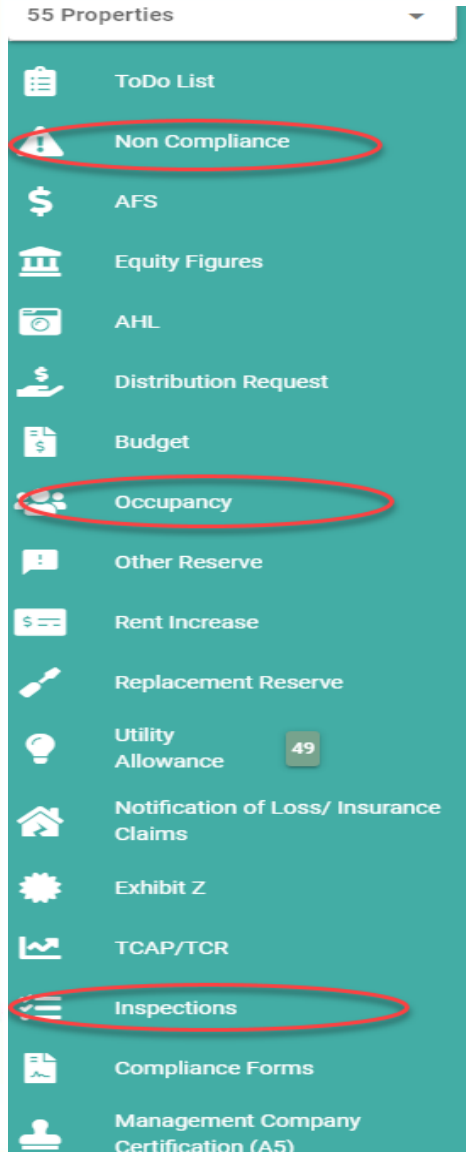 55 Properties
ToDo List
Non Compliance
AFS
Equity Figures
AHL
Distribution Request
Budget
Occupancy
Other Reserve
Rent Increase
Replacement Reserve
Utility
Allowance 49
Notification of Loss/ Insurance
Claims
Exhibit Z
TCAP/TCR
Inspections
Compliance Forms
Management Company
Certification (A5)